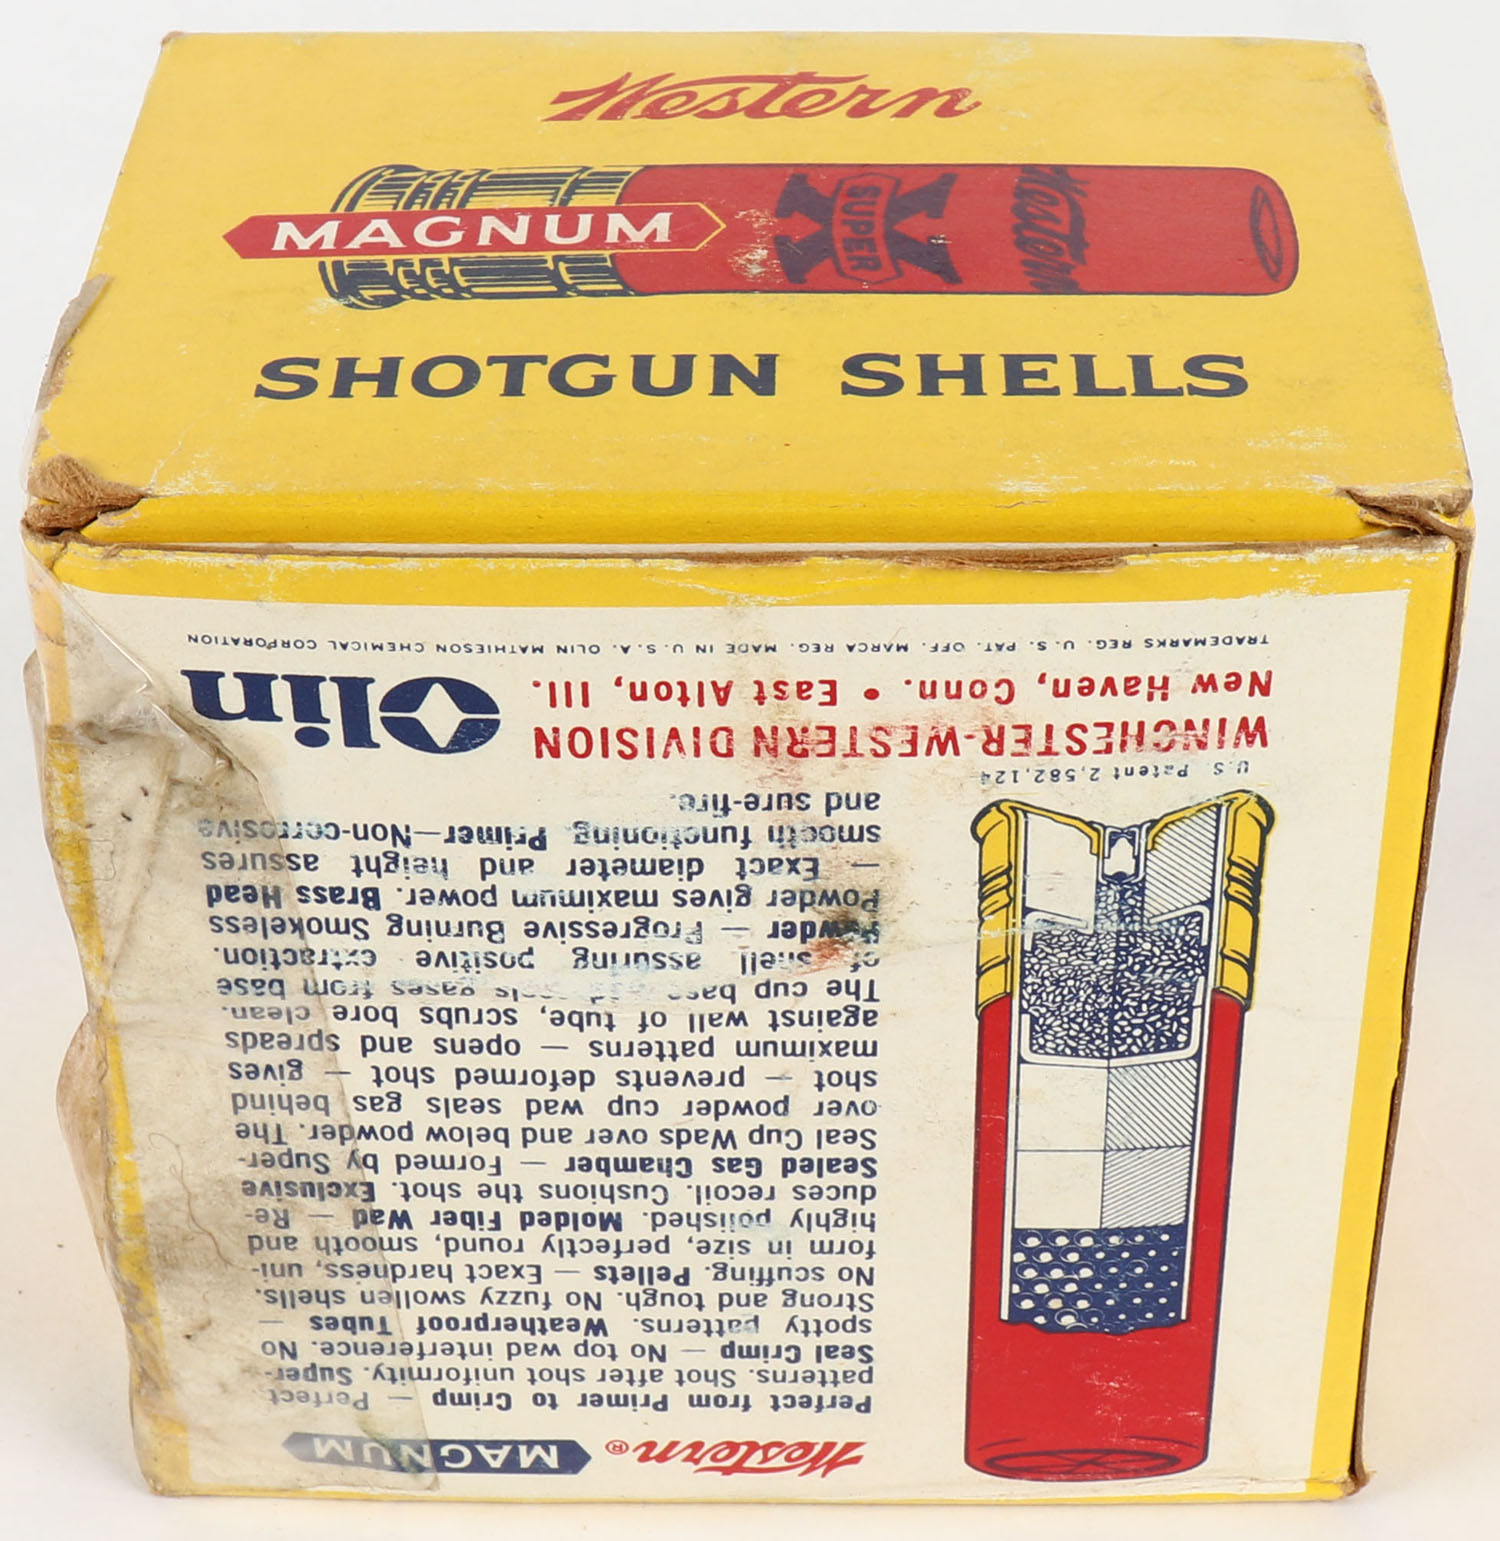 Western
MAGNUM
SUPER
X
Western
SHOTGUN SHELLS
Western® MAGNUM
Perfect from Primer to Crimp — Perfect
patterns. Shot after shot uniformity. Super-
Seal Crimp — No top wad interference. No
spotty patterns. Weatherproof Tubes —
Strong and tough. No fuzzy swollen shells.
No scuffing. Pellets — Exact hardness, uni-
form in size, perfectly round, smooth and
highly polished. Molded Fiber Wad — Re-
duces recoil. Cushions the shot. Exclusive
Sealed Gas Chamber — Formed by Super-
Seal Cup Wads over and below powder. The
over powder cup wad seals gas behind
shot — prevents deformed shot — gives
maximum patterns — opens and spreads
against wall of tube, scrubs bore clean.
The cup base wad seals gases from base
of shell assuring positive extraction.
Powder — Progressive Burning Smokeless
Powder gives maximum power. Brass Head
— Exact diameter and height assures
smooth functioning. Primer—Non-corrosive
and sure-fire.
U.S. Patent 2,582,124
WINCHESTER-WESTERN DIVISION
New Haven, Conn. • East Alton, Ill.
Olin
TRADEMARKS REG. U. S. PAT. OFF. MARCA REG. MADE IN U.S.A. OLIN MATHIESON CHEMICAL CORPORATION